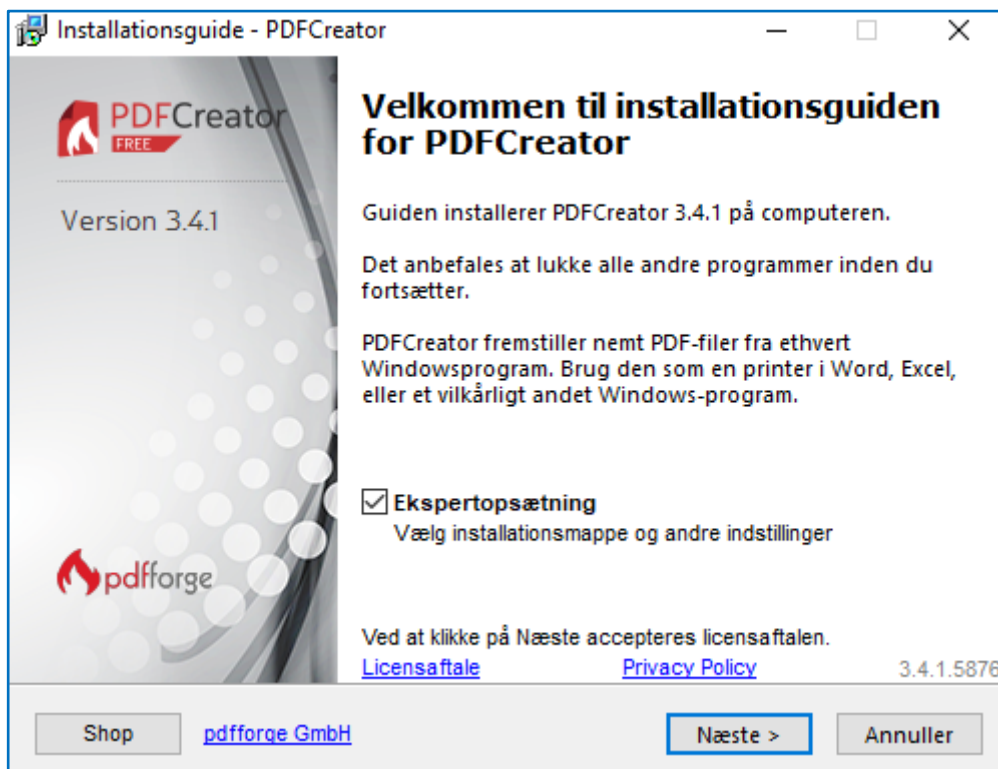 Installationsguide - PDFCreator
PDFCreator
FREE
Version 3.4.1
pdfforge
Velkommen til installationsguiden
for PDFCreator
Guiden installerer PDFCreator 3.4.1 på computeren.
Det anbefales at lukke alle andre programmer inden du
fortsætter.
PDFCreator fremstiller nemt PDF-filer fra ethvert
Windowsprogram. Brug den som en printer i Word, Excel,
eller et vilkårligt andet Windows-program.
Ekspertopsætning
Vælg installationsmappe og andre indstillinger
Ved at klikke på Næste accepteres licensaftalen.
Licensaftale Privacy Policy 3.4.1.5876
Shop pdfforge GmbH Næste > Annuller